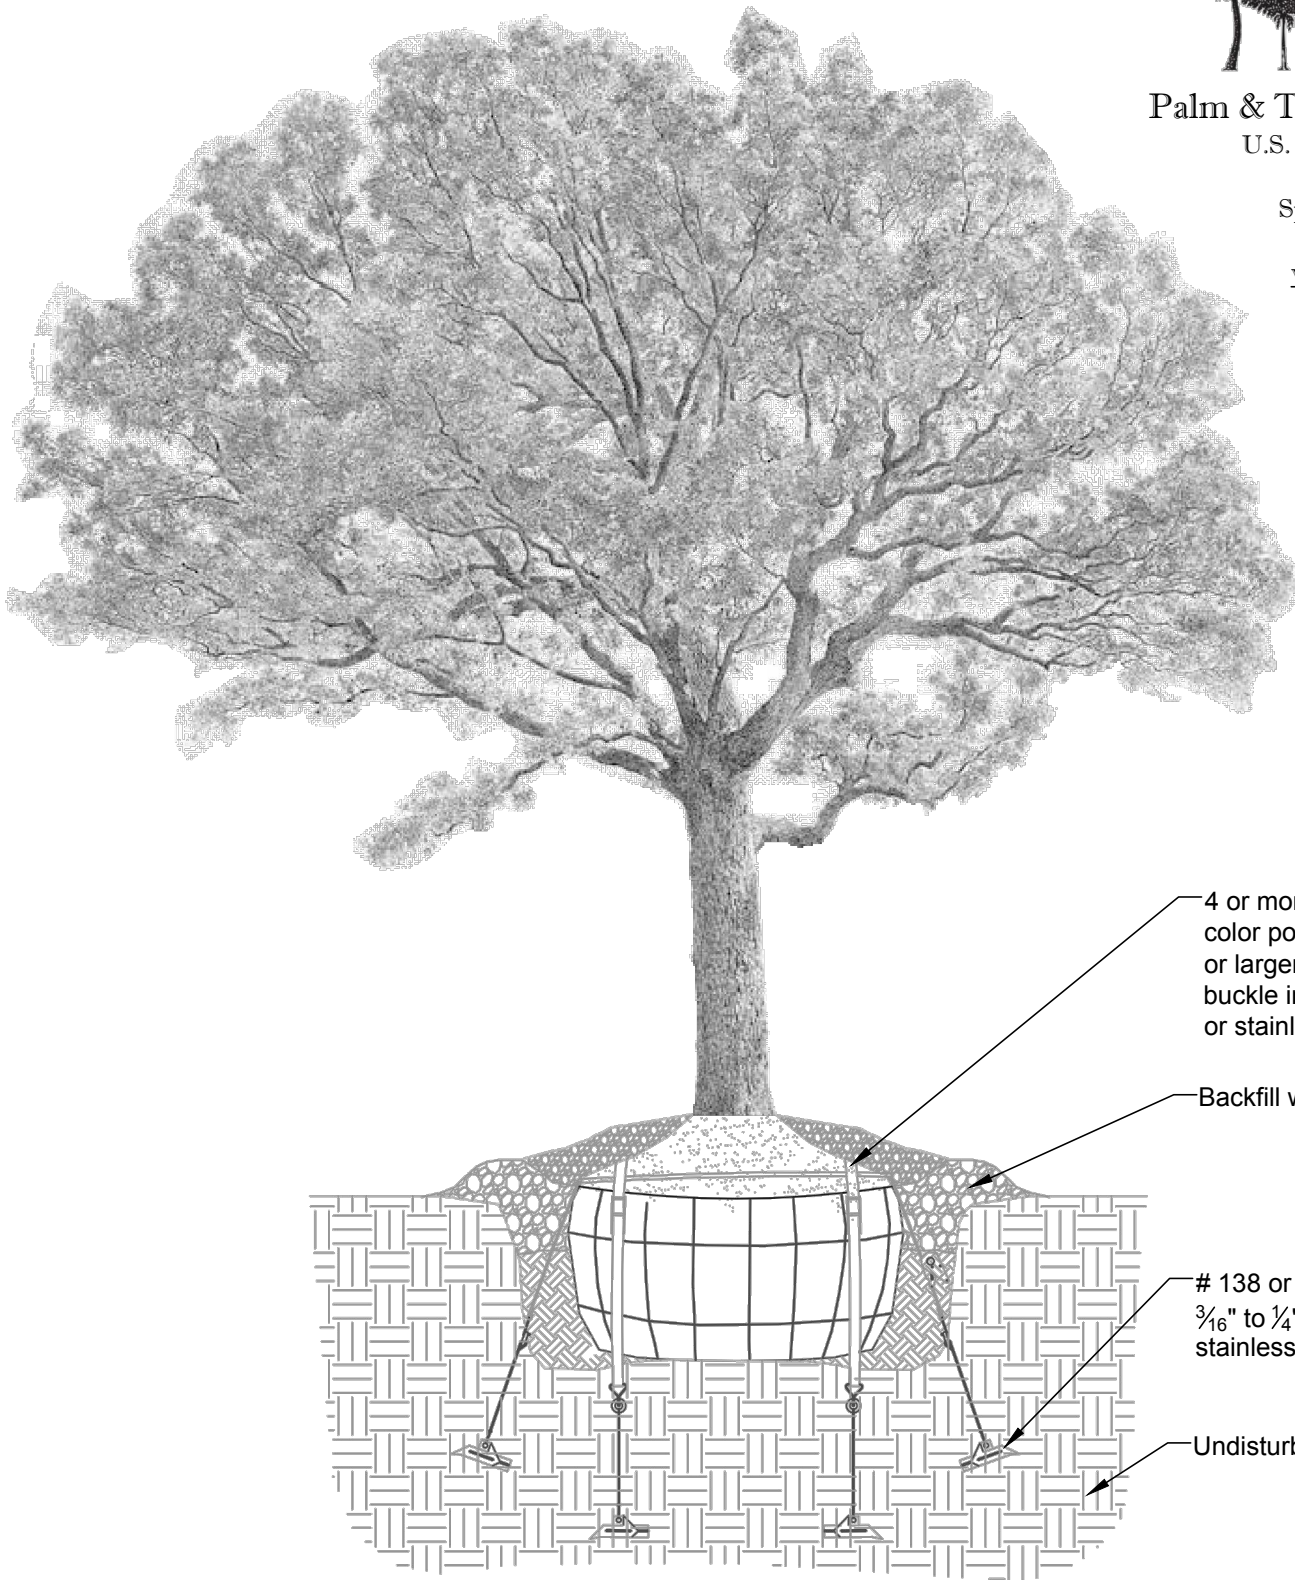 Palm & T
U.S.
S
4 or mor
color po
or larger
buckle i
or stainl
Backfill w
# 138 or
3⁄16" to 1⁄4"
stainless
Undisturb